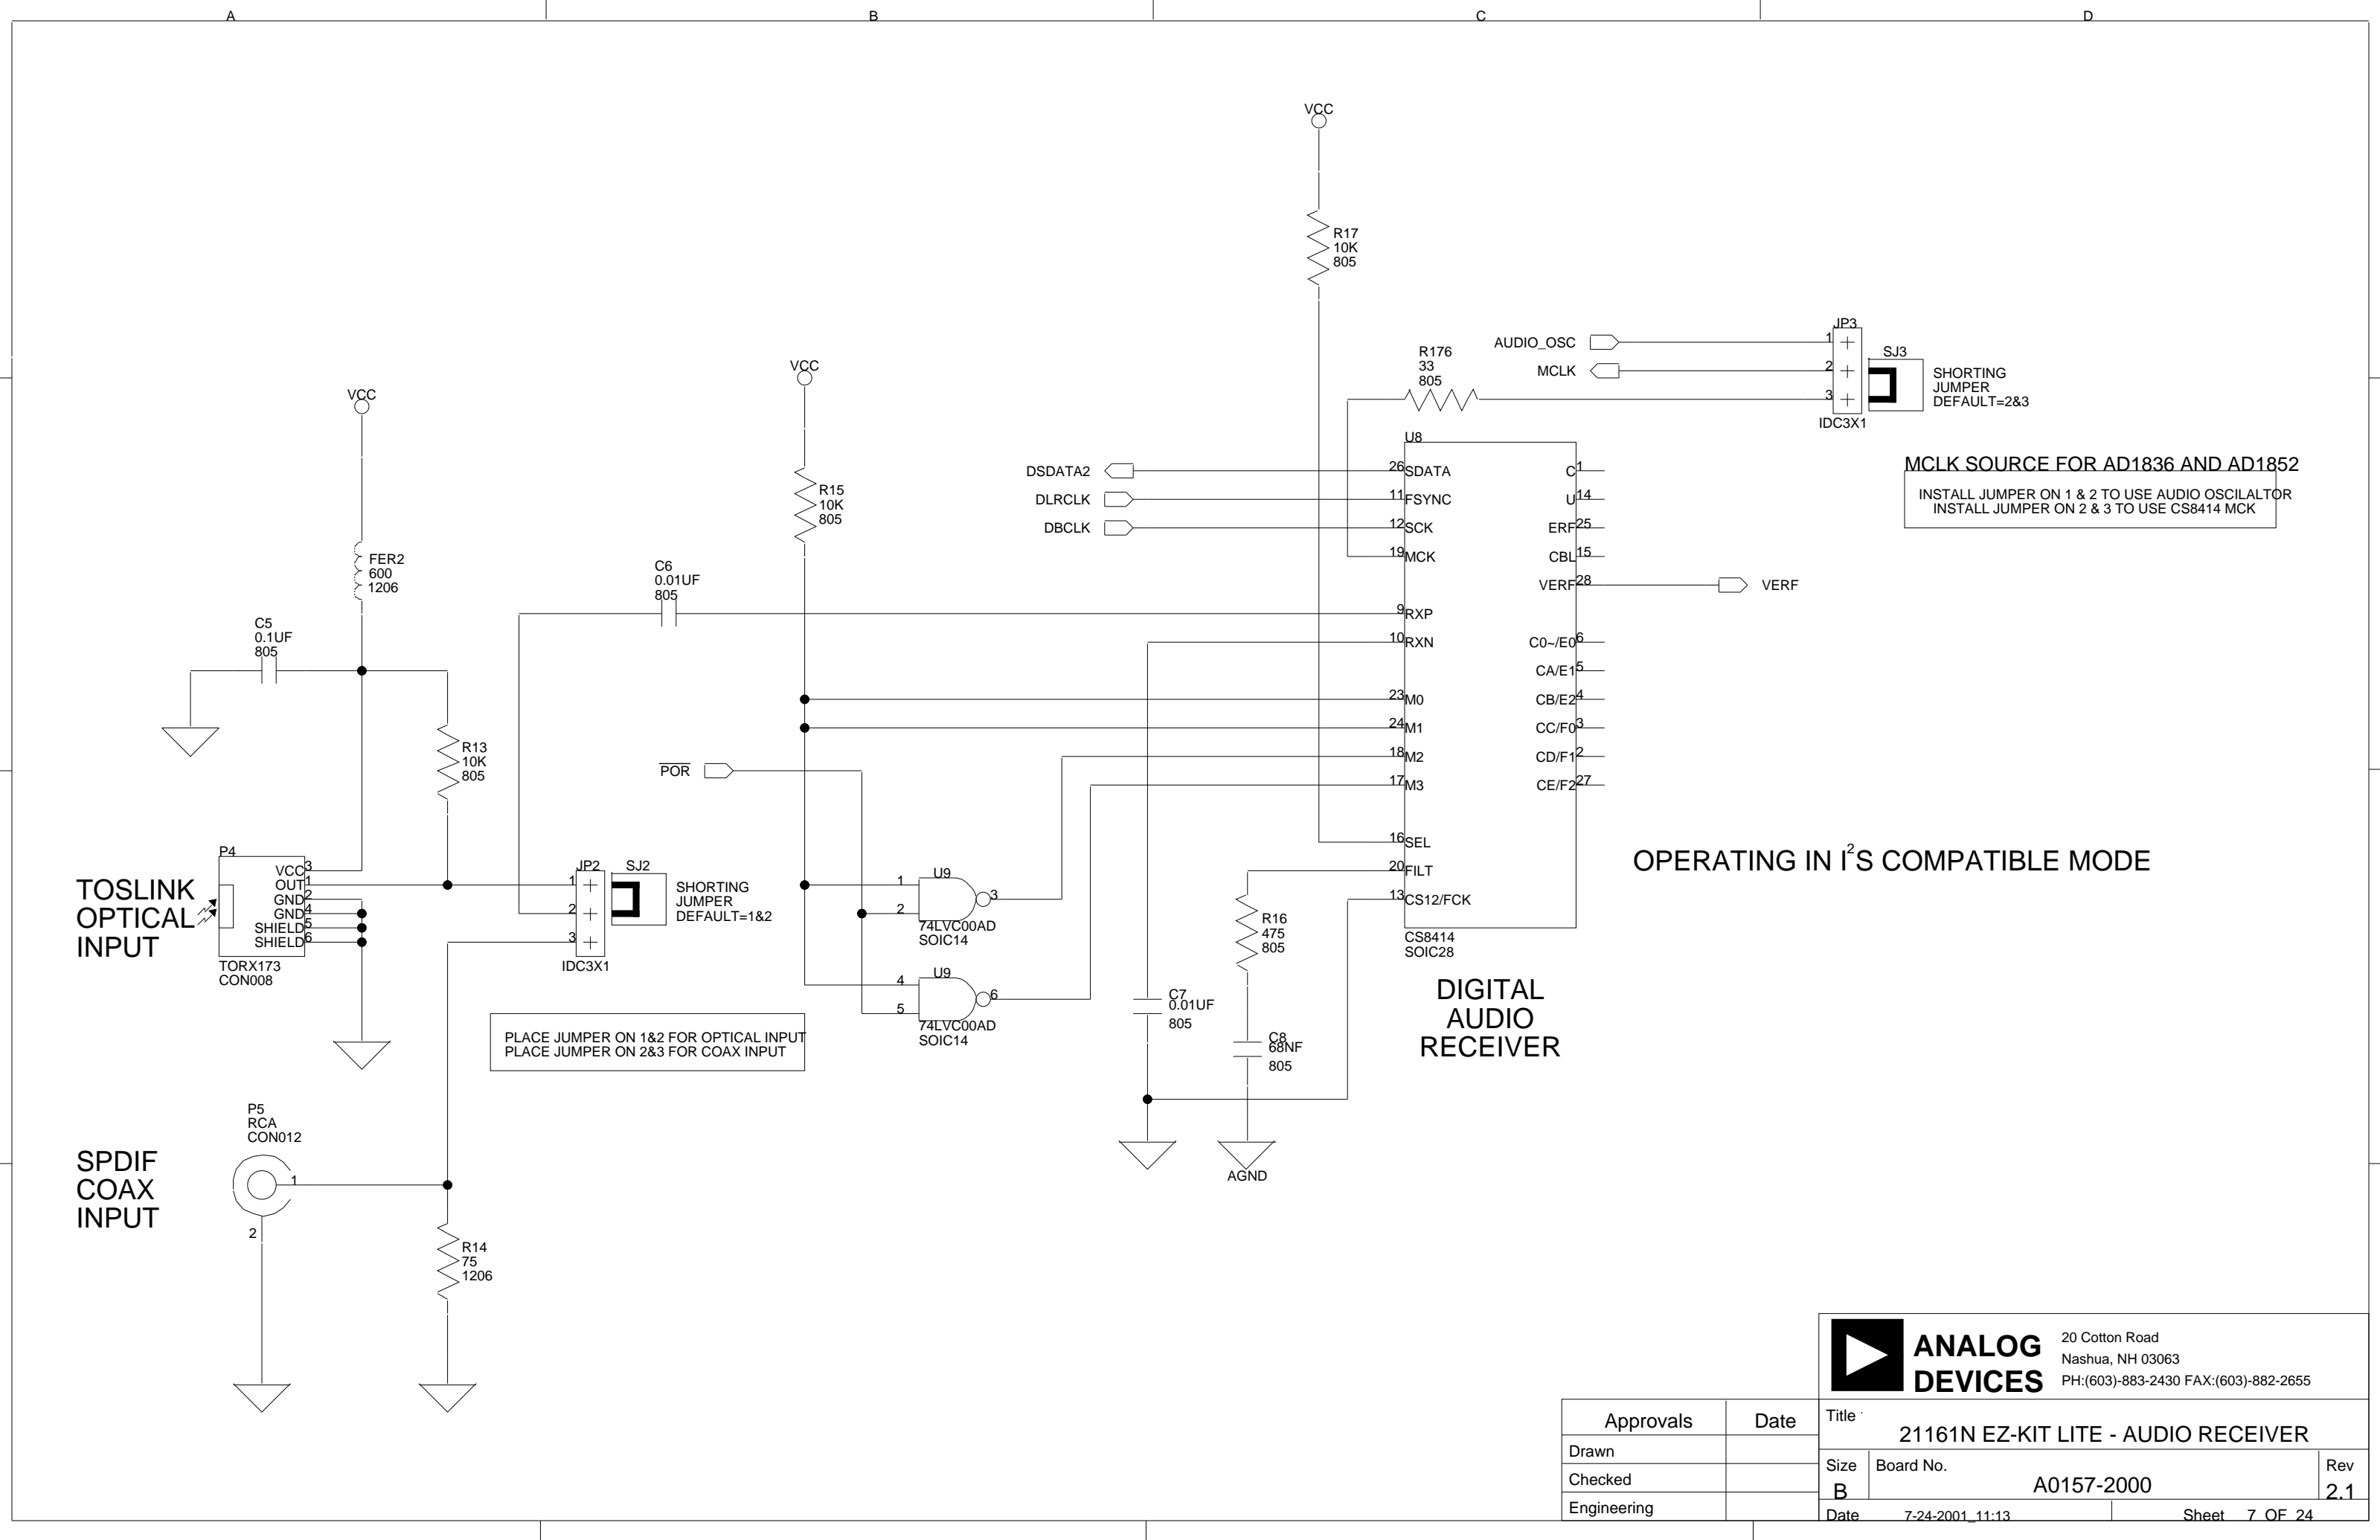 A
B
C
D
VCC
R17
10K
805
JP3
AUDIO_OSC
1
SJ3
R176
33
805
MCLK
2
SHORTING
JUMPER
DEFAULT=2&3
3
IDC3X1
VCC
VCC
U8
MCLK SOURCE FOR AD1836 AND AD1852
INSTALL JUMPER ON 1 & 2 TO USE AUDIO OSCILALTOR
INSTALL JUMPER ON 2 & 3 TO USE CS8414 MCK
DSDATA2
26 SDATA
C 1
R15
10K
805
DLRCLK
11 FSYNC
U 14
DBCLK
12 SCK
ERF 25
19 MCK
CBL 15
FER2
600
1206
C6
0.01UF
805
VERF 28
VERF
9 RXP
C5
0.1UF
805
10 RXN
C0~/E0 6
CA/E1 5
23 M0
CB/E2 4
24 M1
CC/F0 3
R13
10K
805
18 M2
CD/F1 2
POR
17 M3
CE/F2 27
16 SEL
20 FILT
13 CS12/FCK
CS8414
SOIC28
OPERATING IN I2S COMPATIBLE MODE
P4
VCC 3
OUT 1
GND 2
GND 4
SHIELD 5
SHIELD 6
TORX173
CON008
TOSLINK
OPTICAL
INPUT
JP2
SJ2
1
2
3
IDC3X1
SHORTING
JUMPER
DEFAULT=1&2
U9
1
2
3
74LVC00AD
SOIC14
U9
4
5
6
74LVC00AD
SOIC14
R16
475
805
C7
0.01UF
805
C8
68NF
805
DIGITAL
AUDIO
RECEIVER
PLACE JUMPER ON 1&2 FOR OPTICAL INPUT
PLACE JUMPER ON 2&3 FOR COAX INPUT
AGND
P5
RCA
CON012
1
2
SPDIF
COAX
INPUT
R14
75
1206
ANALOG
DEVICES
20 Cotton Road
Nashua, NH 03063
PH:(603)-883-2430 FAX:(603)-882-2655
Approvals
Date
Drawn
Checked
Engineering
Title
21161N EZ-KIT LITE - AUDIO RECEIVER
Size
B
Board No.
A0157-2000
Rev
2.1
Date
7-24-2001_11:13
Sheet 7 OF 24